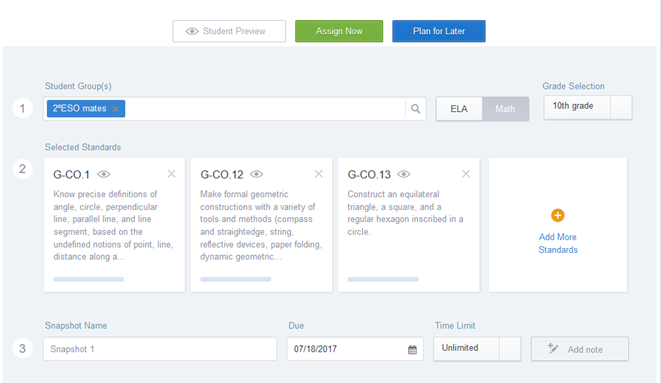 Student Preview
Assign Now
Plan for Later
Student Group(s)
Grade Selection
1
2ºESO mates ×
ELA
Math
10th grade
Selected Standards
2
G-CO.1
Know precise definitions of
angle, circle, perpendicular
line, parallel line, and line
segment, based on the
undefined notions of point, line,
distance along a...
G-CO.12
Make formal geometric
constructions with a variety of
tools and methods (compass
and straightedge, string,
reflective devices, paper folding,
dynamic geometric...
G-CO.13
Construct an equilateral
triangle, a square, and a
regular hexagon inscribed in a
circle.
Add More
Standards
Snapshot Name
Due
Time Limit
3
Snapshot 1
07/18/2017
Unlimited
Add note